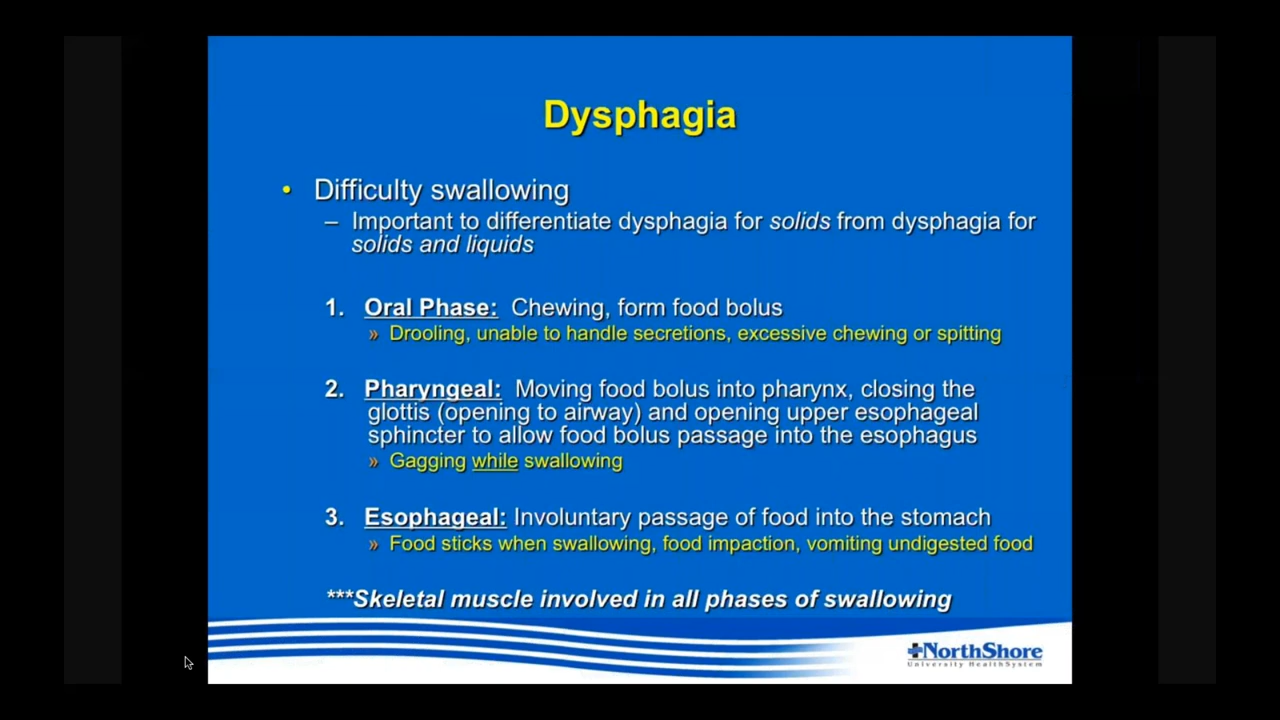 Dysphagia
• Difficulty swallowing
– Important to differentiate dysphagia for solids from dysphagia for
solids and liquids
1. Oral Phase: Chewing, form food bolus
» Drooling, unable to handle secretions, excessive chewing or spitting
2. Pharyngeal: Moving food bolus into pharynx, closing the
glottis (opening to airway) and opening upper esophageal
sphincter to allow food bolus passage into the esophagus
» Gagging while swallowing
3. Esophageal: Involuntary passage of food into the stomach
» Food sticks when swallowing, food impaction, vomiting undigested food
***Skeletal muscle involved in all phases of swallowing
NorthShore
University HealthSystem